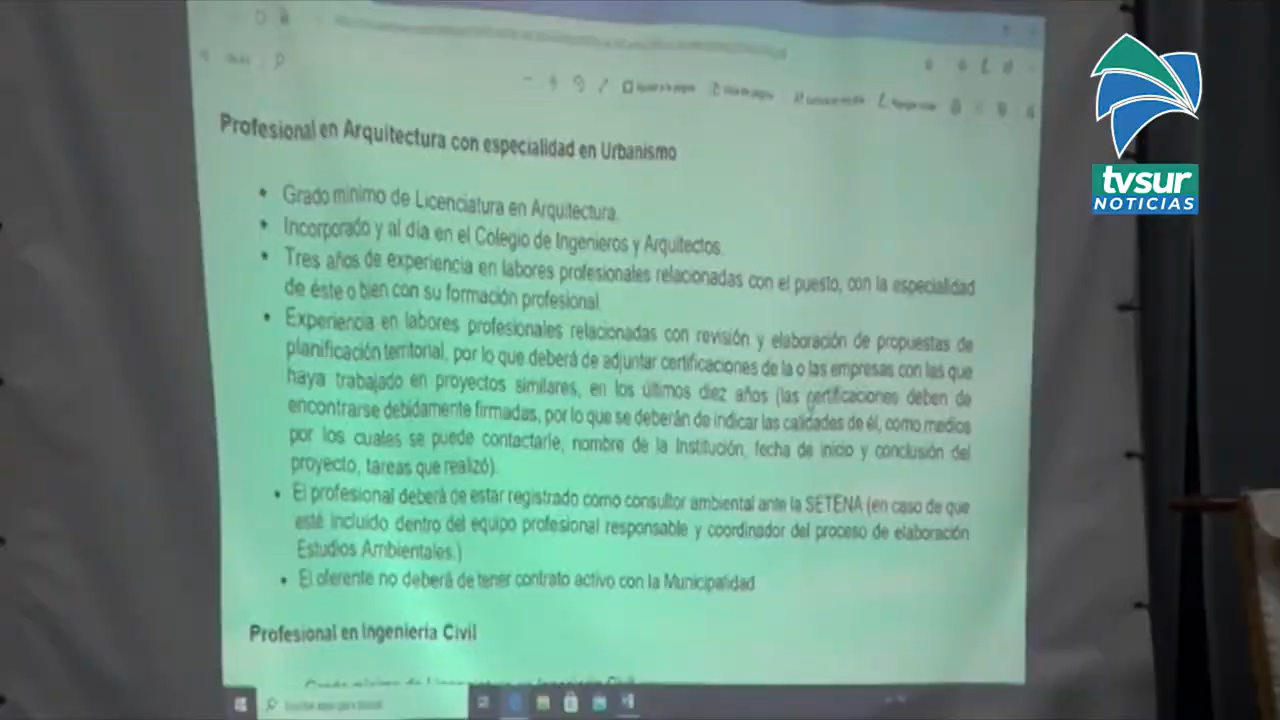 tvsur
NOTICIAS
Profesional en Arquitectura con especialidad en Urbanismo
• Grado mínimo de Licenciatura en Arquitectura.
• Incorporado y al día en el Colegio de Ingenieros y Arquitectos.
• Tres años de experiencia en labores profesionales relacionadas con el puesto, con la especialidad
de éste o bien con su formación profesional.
• Experiencia en labores profesionales relacionadas con revisión y elaboración de propuestas de
planificación territorial, por lo que deberá de adjuntar certificaciones de la o las empresas con las que
haya trabajado en proyectos similares, en los últimos diez años (las certificaciones deben de
encontrarse debidamente firmadas, por lo que se deberán de indicar las calidades de él, como medios
por los cuales se puede contactarle, nombre de la Institución, fecha de inicio y conclusión del
proyecto, tareas que realizó).
• El profesional deberá de estar registrado como consultor ambiental ante la SETENA (en caso de que
esté incluido dentro del equipo profesional responsable y coordinador del proceso de elaboración
Estudios Ambientales.)
• El oferente no deberá de tener contrato activo con la Municipalidad
Profesional en Ingeniería Civil